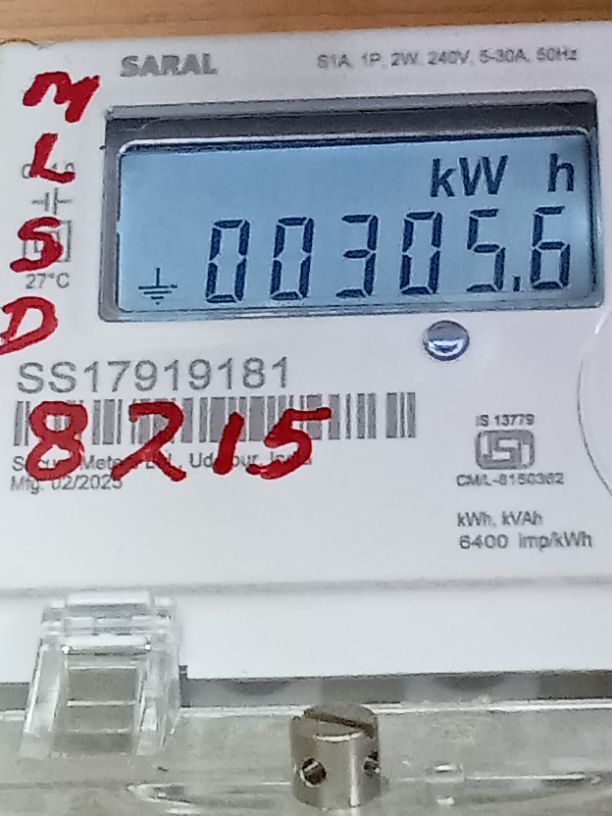 SARAL S1A, 1P, 2W, 240V, 5-30A, 50Hz
M
L
S
D
27°C
kW h
00305.6
SS17919181
8215
Mfg. 02/2025
IS 13779
ISI
CM/L-8150362
kWh, kVAh
6400 imp/kWh